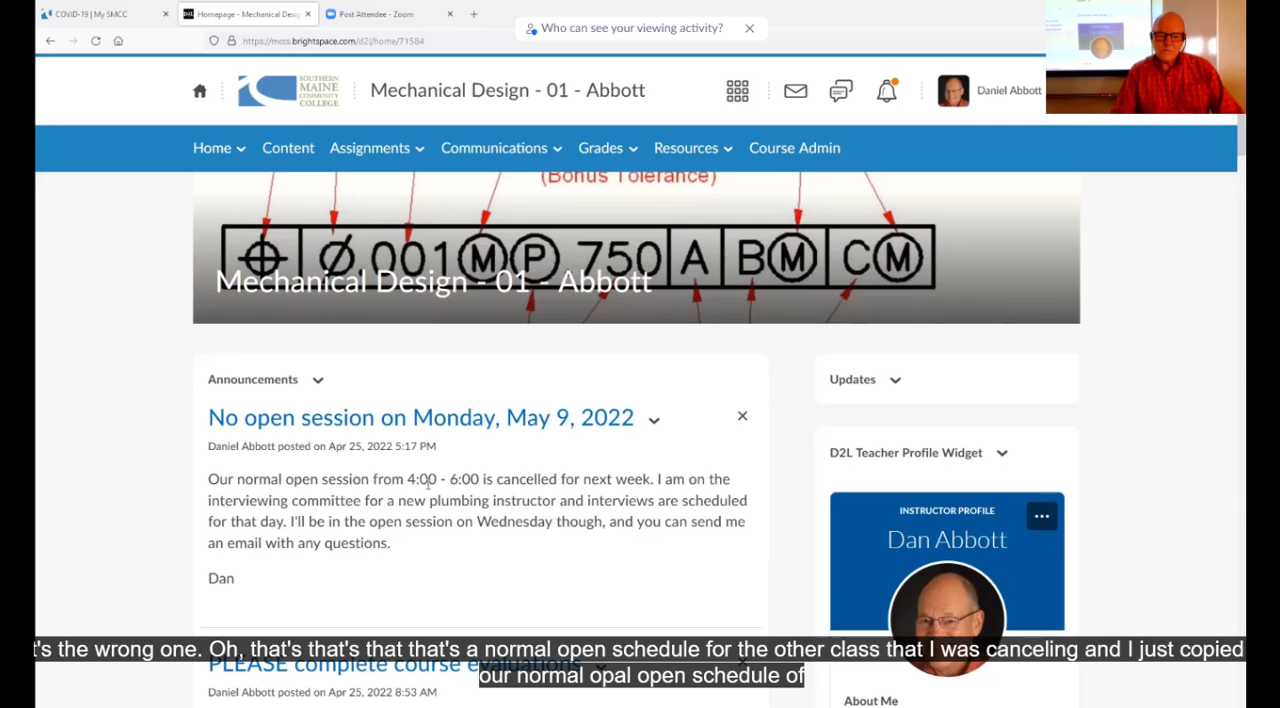 COVID-19 | My SMCC
Homepage - Mechanical Desig
Post Attendee - Zoom
Who can see your viewing activity?
https://mccs.brightspace.com/d2l/home/71584
SOUTHERN
MAINE
COMMUNITY
COLLEGE
Mechanical Design - 01 - Abbott
Daniel Abbott
Home
Content
Assignments
Communications
Grades
Resources
Course Admin
(Bonus Tolerance)
⌖ Ø.001ⓂⓅ.750 A BⓂ CⓂ
Mechanical Design - 01 - Abbott
Announcements
No open session on Monday, May 9, 2022
Daniel Abbott posted on Apr 25, 2022 5:17 PM
Our normal open session from 4:00 - 6:00 is cancelled for next week. I am on the
interviewing committee for a new plumbing instructor and interviews are scheduled
for that day. I'll be in the open session on Wednesday though, and you can send me
an email with any questions.
Dan
Updates
D2L Teacher Profile Widget
INSTRUCTOR PROFILE
Dan Abbott
t's the wrong one. Oh, that's that's that that's a normal open schedule for the other class that I was canceling and I just copied
our normal opal open schedule of
PLEASE complete course evaluations
Daniel Abbott posted on Apr 25, 2022 8:53 AM
About Me